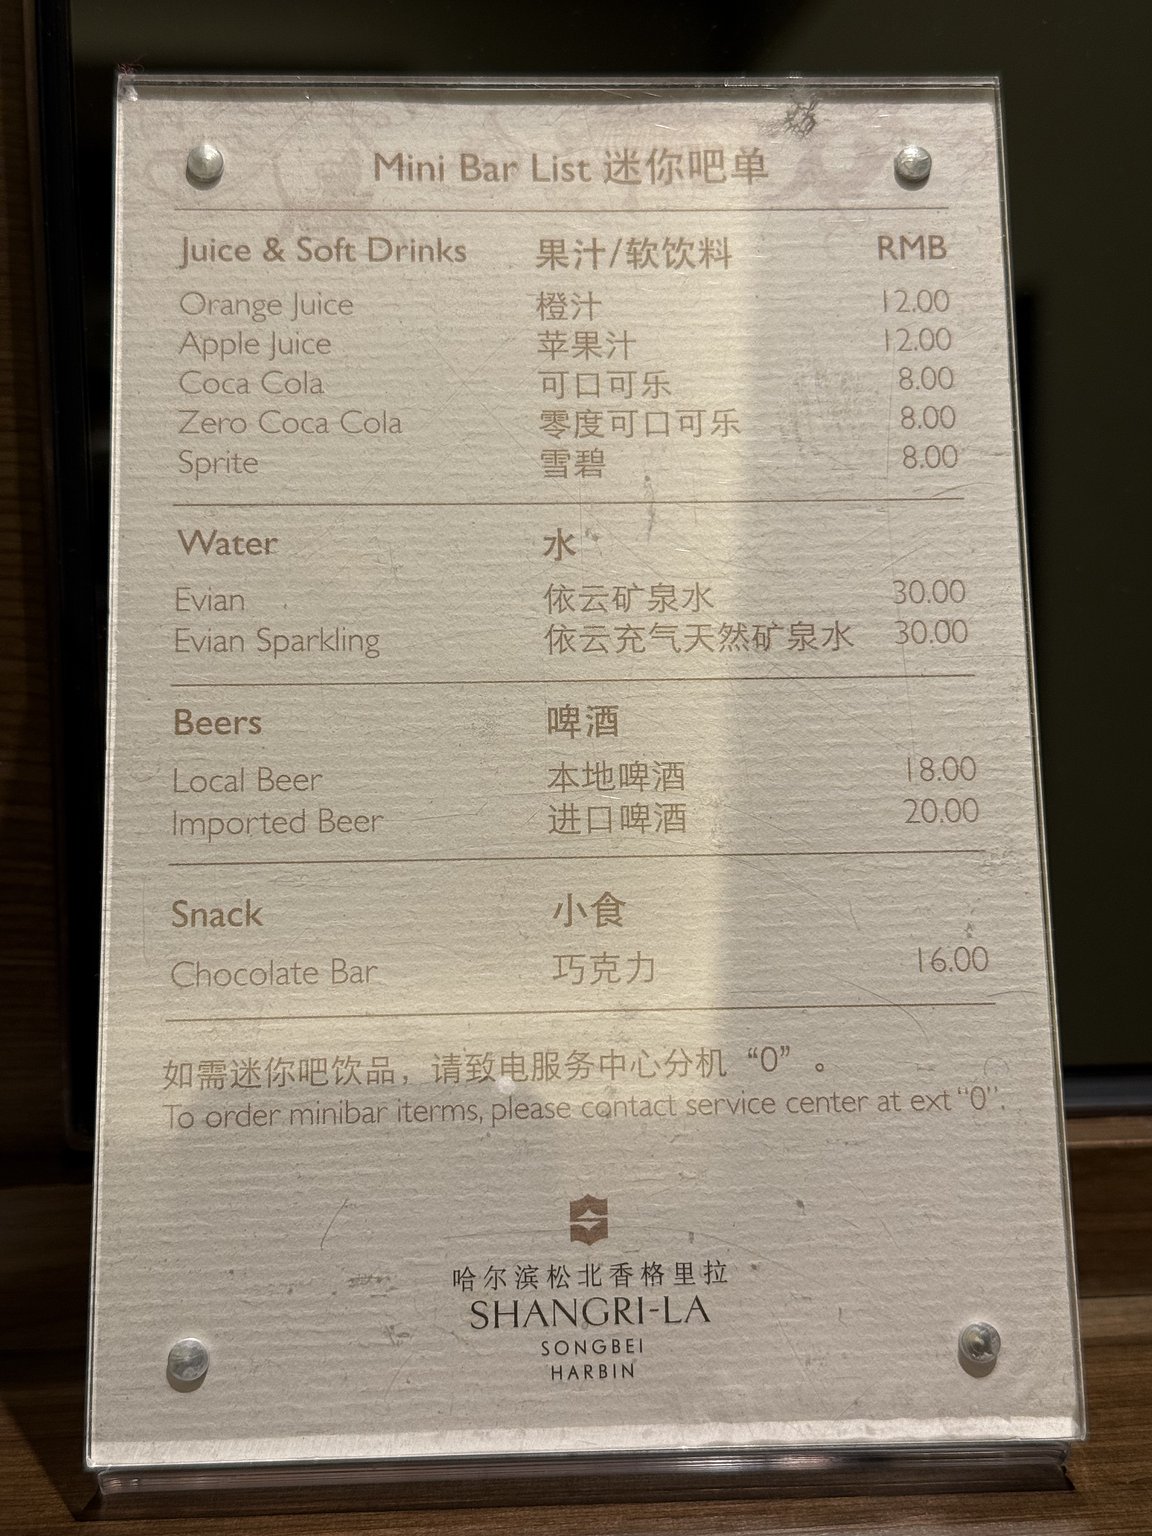 Mini Bar List 迷你吧单
Juice & Soft Drinks 果汁/软饮料 RMB
Orange Juice 橙汁 12.00
Apple Juice 苹果汁 12.00
Coca Cola 可口可乐 8.00
Zero Coca Cola 零度可口可乐 8.00
Sprite 雪碧 8.00
Water 水
Evian 依云矿泉水 30.00
Evian Sparkling 依云充气天然矿泉水 30.00
Beers 啤酒
Local Beer 本地啤酒 18.00
Imported Beer 进口啤酒 20.00
Snack 小食
Chocolate Bar 巧克力 16.00
如需迷你吧饮品，请致电服务中心分机“0”。
To order minibar iterms, please contact service center at ext “0”.
哈尔滨松北香格里拉
SHANGRI-LA
SONGBEI
HARBIN